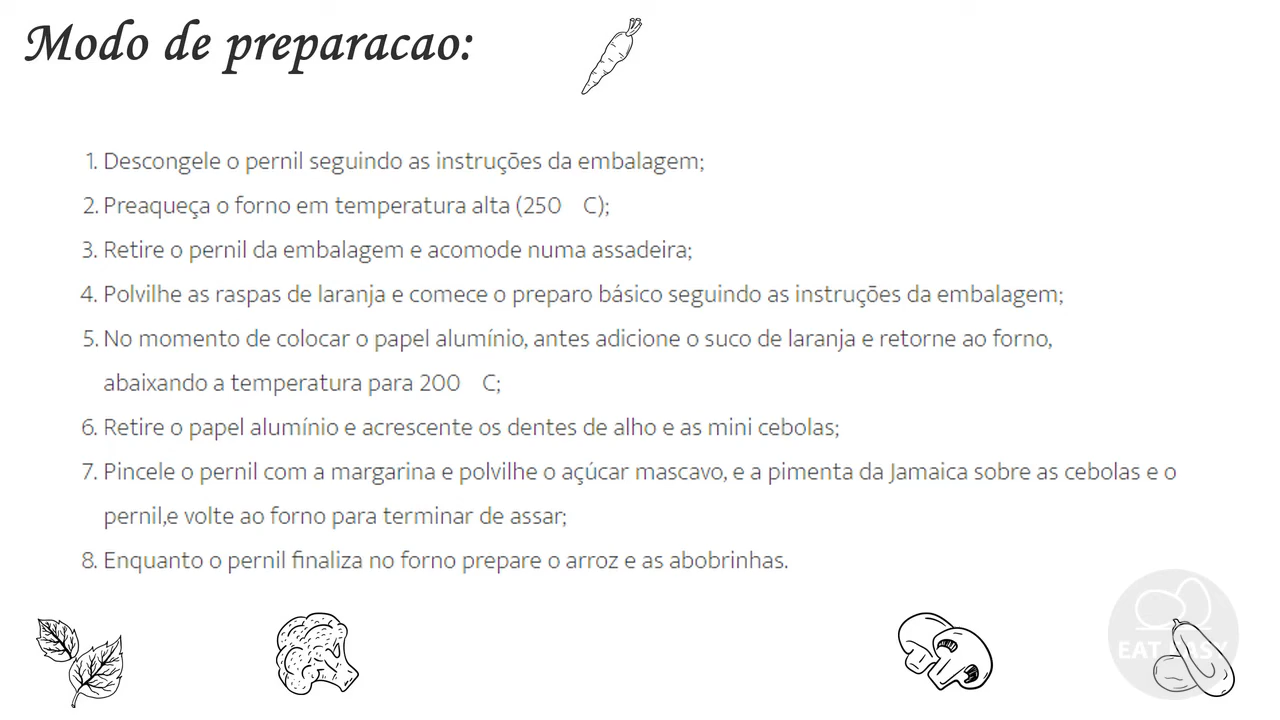 Modo de preparacao:
1. Descongele o pernil seguindo as instruções da embalagem;
2. Preaqueça o forno em temperatura alta (250 C);
3. Retire o pernil da embalagem e acomode numa assadeira;
4. Polvilhe as raspas de laranja e comece o preparo básico seguindo as instruções da embalagem;
5. No momento de colocar o papel alumínio, antes adicione o suco de laranja e retorne ao forno,
abaixando a temperatura para 200 C;
6. Retire o papel alumínio e acrescente os dentes de alho e as mini cebolas;
7. Pincele o pernil com a margarina e polvilhe o açúcar mascavo, e a pimenta da Jamaica sobre as cebolas e o
pernil,e volte ao forno para terminar de assar;
8. Enquanto o pernil finaliza no forno prepare o arroz e as abobrinhas.
EAT EASY